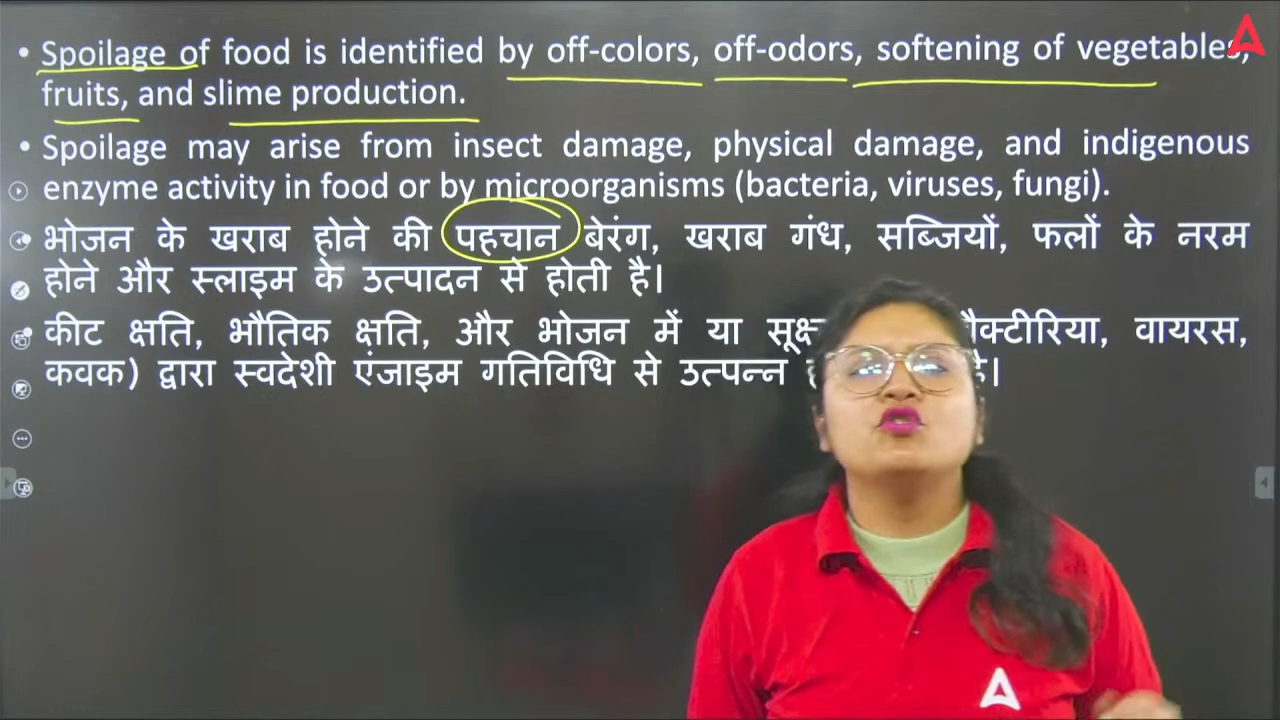 • Spoilage of food is identified by off-colors, off-odors, softening of vegetables,
fruits, and slime production.
• Spoilage may arise from insect damage, physical damage, and indigenous
enzyme activity in food or by microorganisms (bacteria, viruses, fungi).
भोजन के खराब होने की पहचान बेरंग, खराब गंध, सब्जियों, फलों के नरम
होने और स्लाइम के उत्पादन से होती है।
कीट क्षति, भौतिक क्षति, और भोजन में या वायरस,
कवक) द्वारा स्वदेशी एंजाइम गतिविधि से उत्पन्न